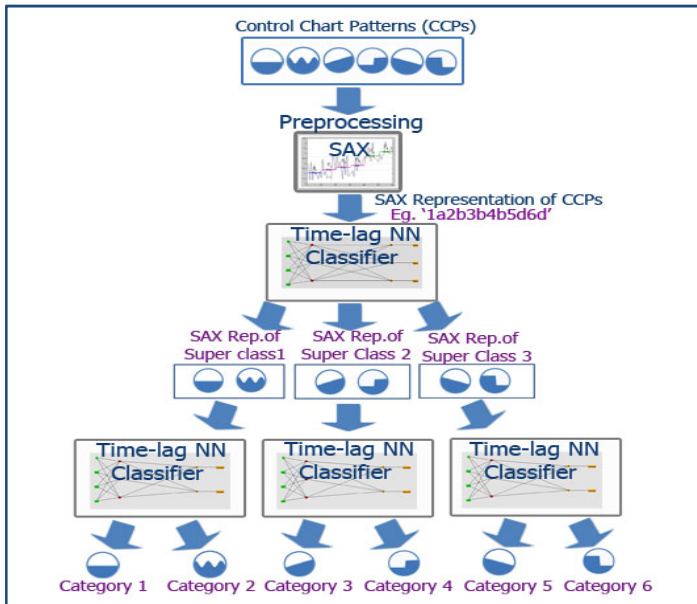 Control Chart Patterns (CCPs)
Preprocessing
SAX
SAX Representation of CCPs
Eg. ‘1a2b3b4b5d6d’
Time-lag NN
Classifier
SAX Rep.of
Super class1
SAX Rep.of
Super Class 2
SAX Rep.of
Super Class 3
Time-lag NN
Classifier
Time-lag NN
Classifier
Time-lag NN
Classifier
Category 1
Category 2
Category 3
Category 4
Category 5
Category 6